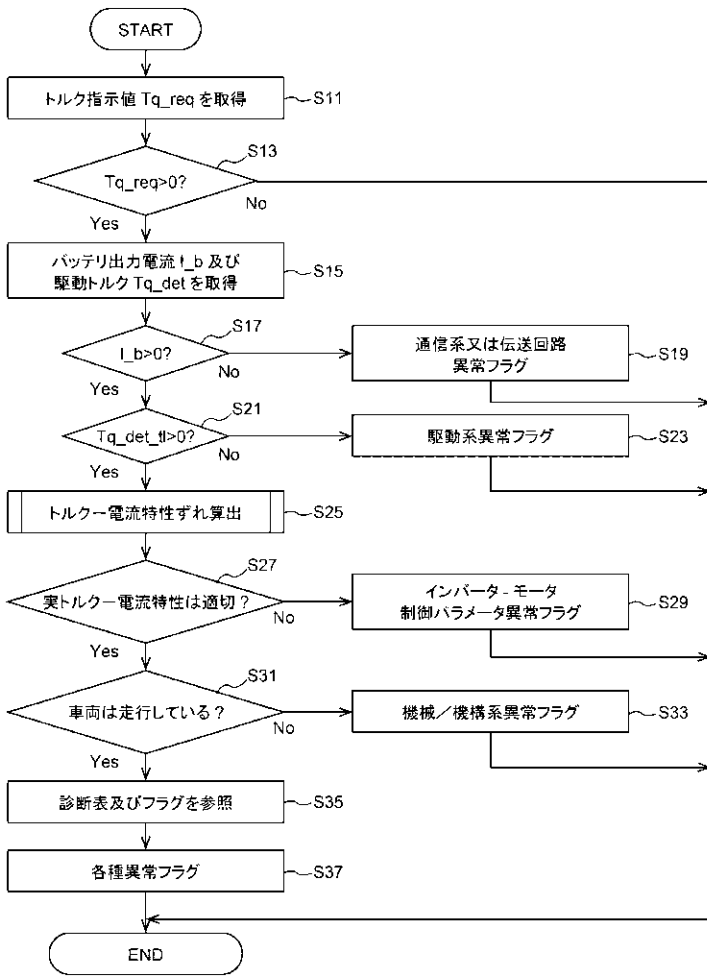 START
トルク指示値 Tq_req を取得
S11
S13
Tq_req>0?
No
Yes
バッテリ出力電流 I_b 及び
駆動トルク Tq_det を取得
S15
S17
I_b>0?
No
Yes
通信系又は伝送回路
異常フラグ
S19
S21
Tq_det_fl>0?
No
Yes
駆動系異常フラグ
S23
トルクー電流特性ずれ算出
S25
S27
実トルクー電流特性は適切？
No
Yes
インバータ - モータ
制御パラメータ異常フラグ
S29
S31
車両は走行している？
No
Yes
機械／機構系異常フラグ
S33
診断表及びフラグを参照
S35
各種異常フラグ
S37
END